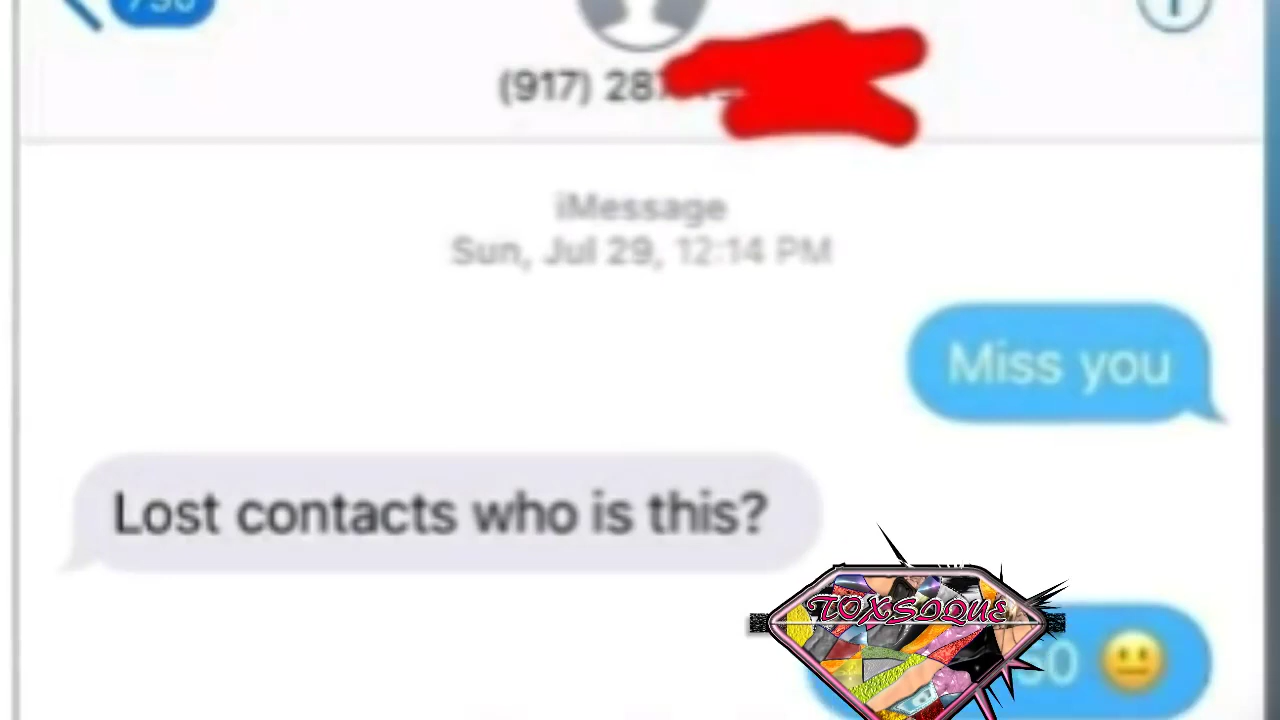 (917) 28
iMessage
Sun, Jul 29, 12:14 PM
Miss you
Lost contacts who is this?
TOXSIQUE
😐